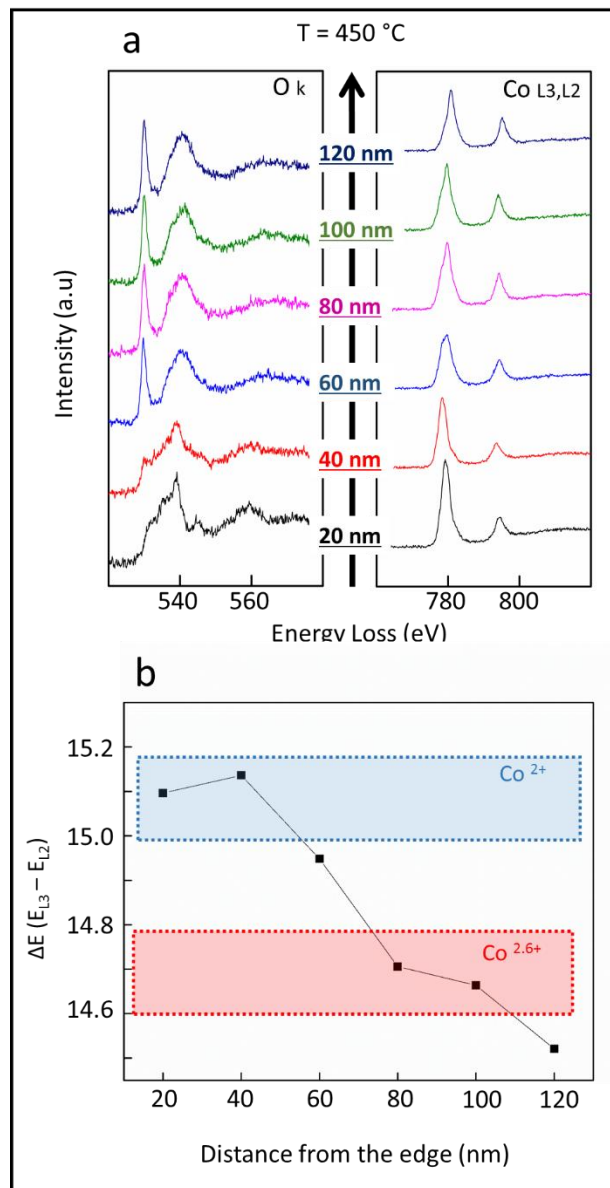 a
T = 450 °C
O k
Co L3,L2
120 nm
100 nm
80 nm
60 nm
40 nm
20 nm
Intensity (a.u)
540 560
780 800
Energy Loss (eV)
b
15.2
15.0
14.8
14.6
Co 2+
Co 2.6+
ΔE (EL3 – EL2)
20 40 60 80 100 120
Distance from the edge (nm)